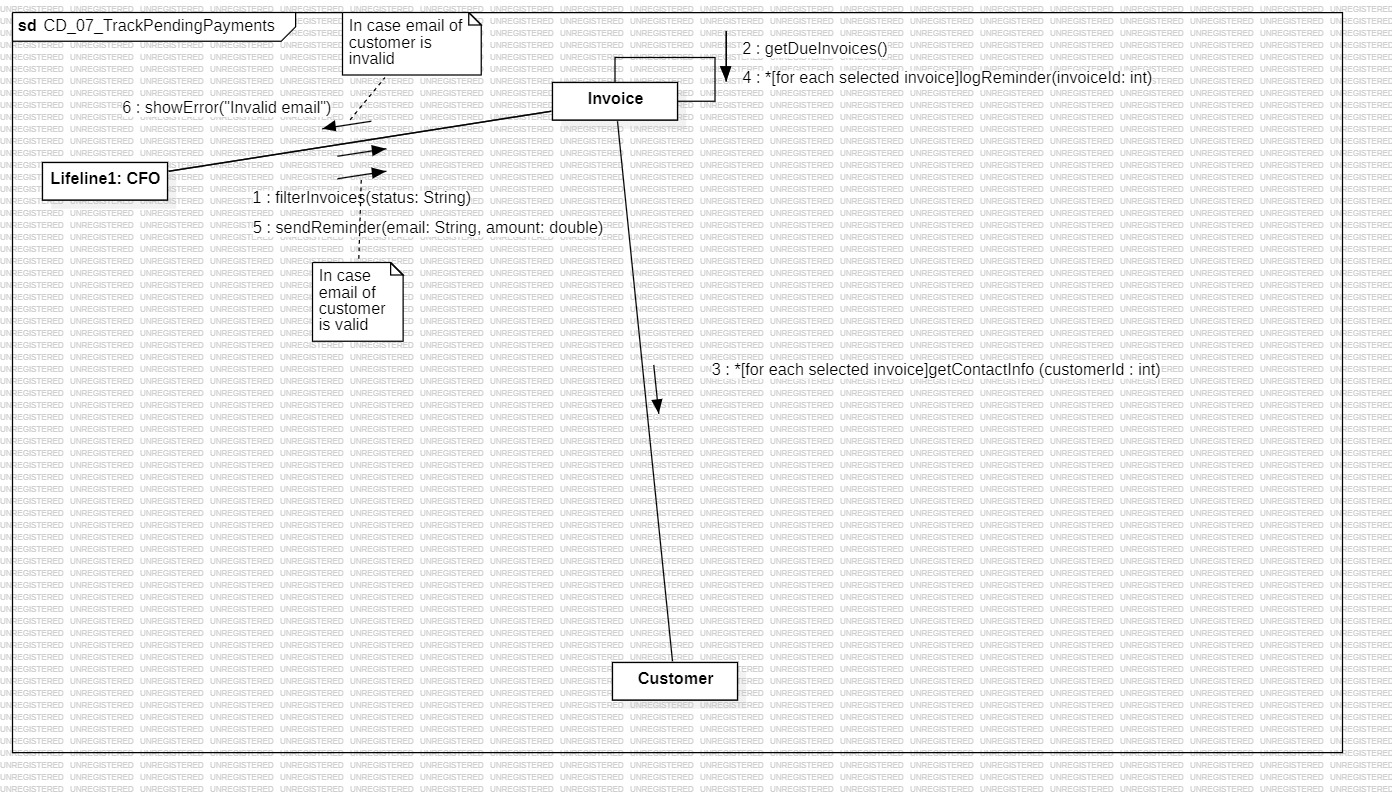 sd CD_07_TrackPendingPayments
In case email of
customer is
invalid
2 : getDueInvoices()
4 : *[for each selected invoice]logReminder(invoiceId: int)
Invoice
6 : showError("Invalid email")
Lifeline1: CFO
1 : filterInvoices(status: String)
5 : sendReminder(email: String, amount: double)
In case
email of
customer
is valid
3 : *[for each selected invoice]getContactInfo (customerId : int)
Customer
UNREGISTERED